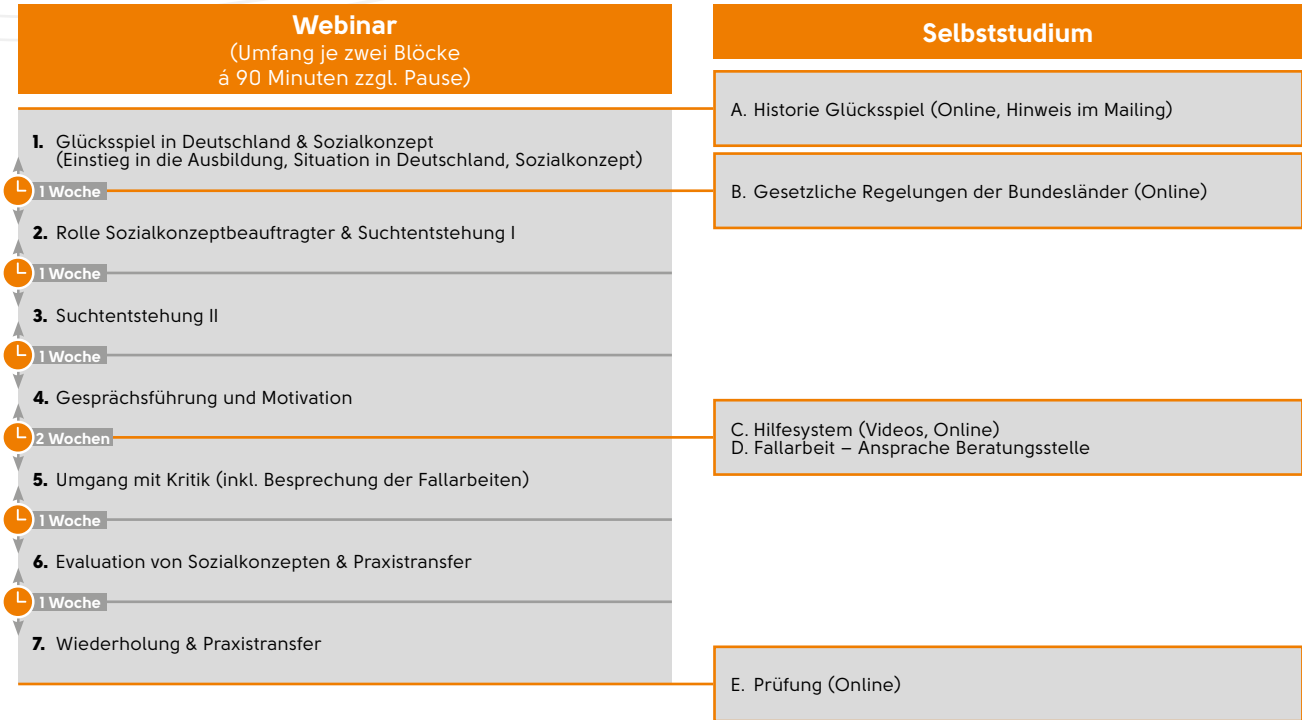 Webinar
(Umfang je zwei Blöcke
á 90 Minuten zzgl. Pause)
Selbststudium
A. Historie Glücksspiel (Online, Hinweis im Mailing)
1. Glücksspiel in Deutschland & Sozialkonzept
(Einstieg in die Ausbildung, Situation in Deutschland, Sozialkonzept)
1 Woche
B. Gesetzliche Regelungen der Bundesländer (Online)
2. Rolle Sozialkonzeptbeauftragter & Suchtentstehung I
1 Woche
3. Suchtentstehung II
1 Woche
4. Gesprächsführung und Motivation
2 Wochen
C. Hilfesystem (Videos, Online)
D. Fallarbeit – Ansprache Beratungsstelle
5. Umgang mit Kritik (inkl. Besprechung der Fallarbeiten)
1 Woche
6. Evaluation von Sozialkonzepten & Praxistransfer
1 Woche
7. Wiederholung & Praxistransfer
E. Prüfung (Online)